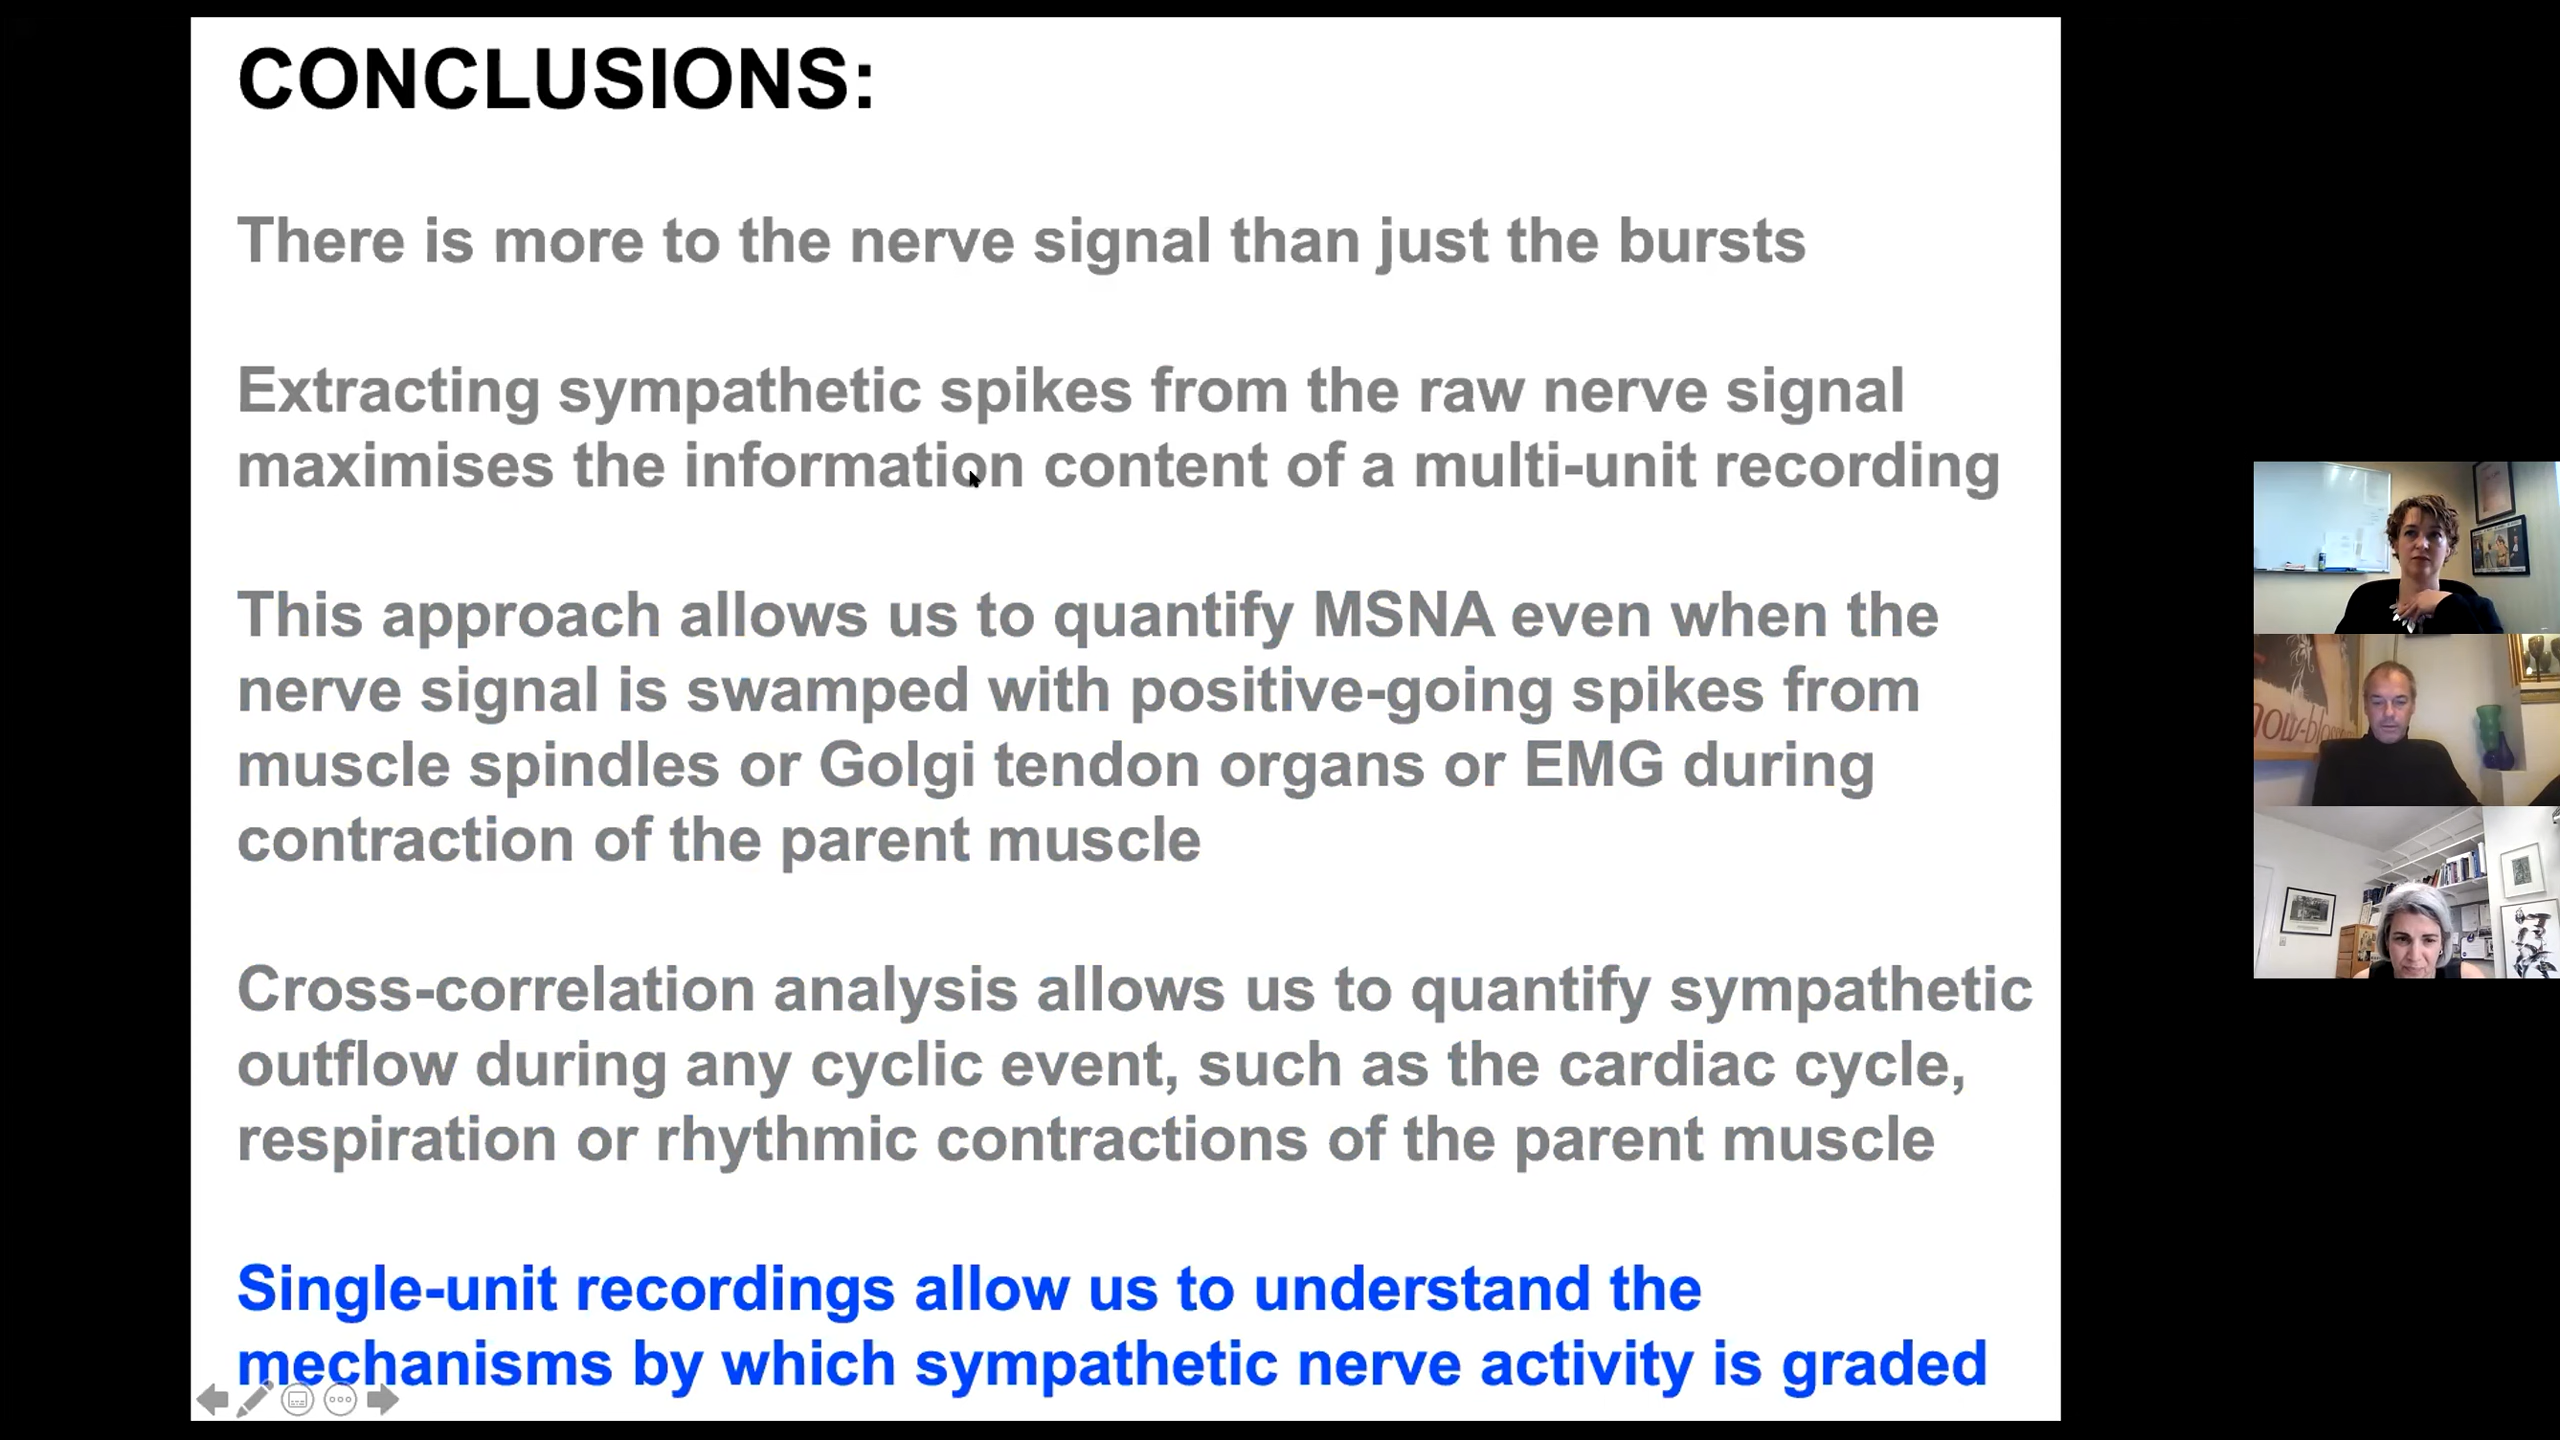 CONCLUSIONS:
There is more to the nerve signal than just the bursts
Extracting sympathetic spikes from the raw nerve signal
maximises the information content of a multi-unit recording
This approach allows us to quantify MSNA even when the
nerve signal is swamped with positive-going spikes from
muscle spindles or Golgi tendon organs or EMG during
contraction of the parent muscle
Cross-correlation analysis allows us to quantify sympathetic
outflow during any cyclic event, such as the cardiac cycle,
respiration or rhythmic contractions of the parent muscle
Single-unit recordings allow us to understand the
mechanisms by which sympathetic nerve activity is graded